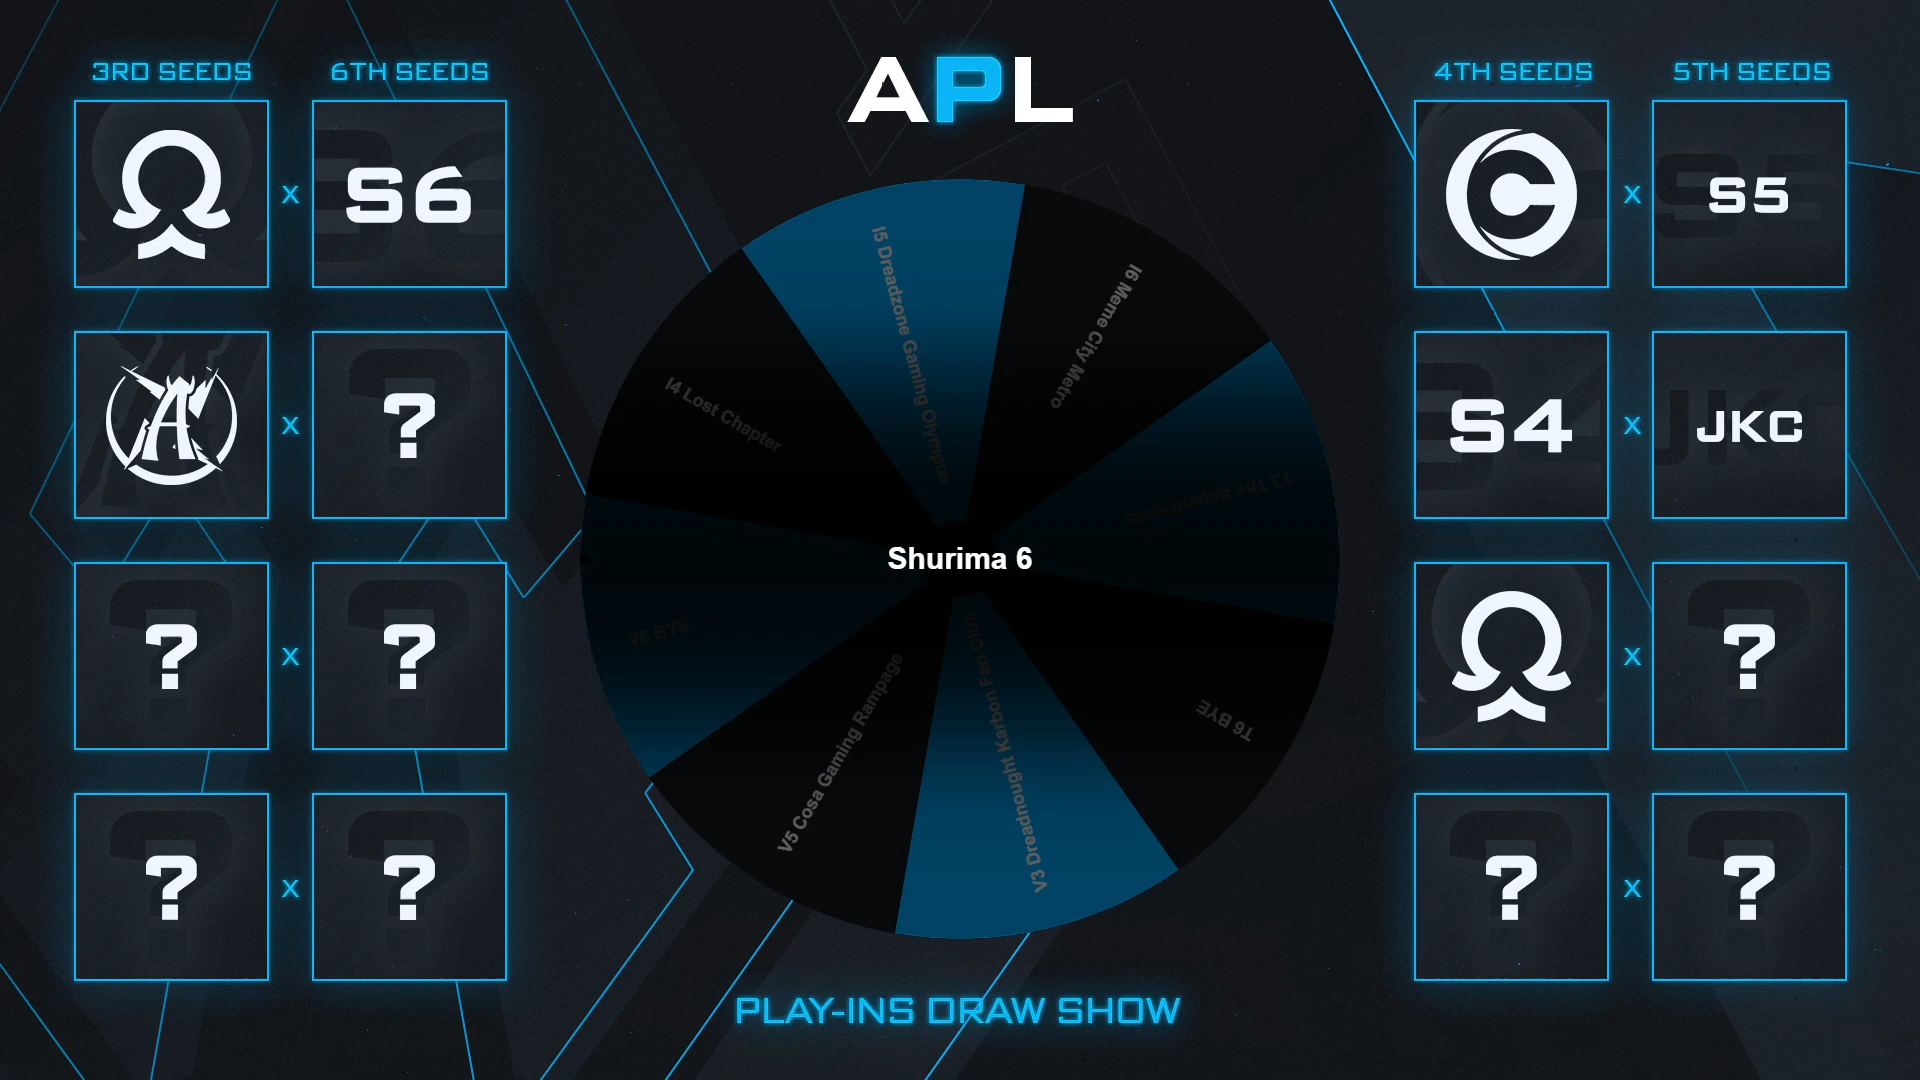 APL
3RD SEEDS 6TH SEEDS
4TH SEEDS 5TH SEEDS
x S6
x ?
? x ?
? x ?
I5 Dreadzone Gaming Olympus
I6 Meme City Metro
I4 Lost Chapter
T3 The Superfriends
Shurima 6
V6 BYE
T6 BYE
V5 Cosa Gaming Rampage
V3 Dreadnought Karbon Fan Club
C x S5
S4 x JKC
x ?
? x ?
PLAY-INS DRAW SHOW